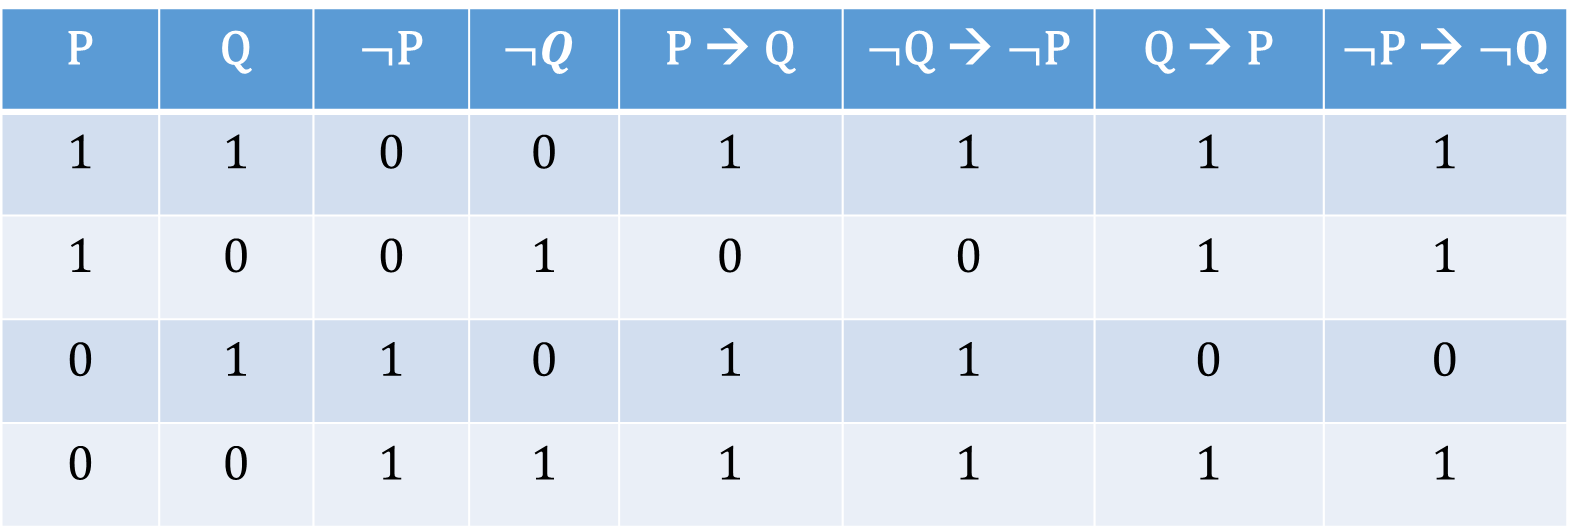 P Q ¬P ¬Q P → Q ¬Q → ¬P Q → P ¬P → ¬Q
1 1 0 0 1 1 1 1
1 0 0 1 0 0 1 1
0 1 1 0 1 1 0 0
0 0 1 1 1 1 1 1